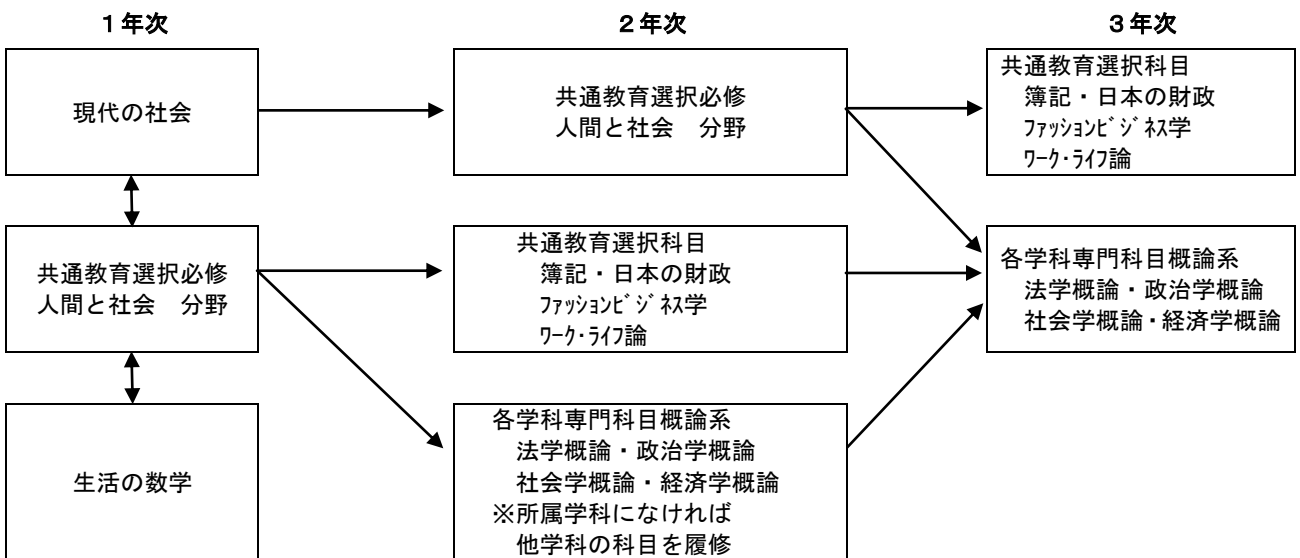 1年次
2年次
3年次
現代の社会
共通教育選択必修
人間と社会　分野
共通教育選択科目
簿記・日本の財政
ﾌｧｯｼｮﾝﾋﾞｼﾞﾈｽ学
ﾜｰｸ･ﾗｲﾌ論
共通教育選択必修
人間と社会　分野
共通教育選択科目
簿記・日本の財政
ﾌｧｯｼｮﾝﾋﾞｼﾞﾈｽ学
ﾜｰｸ･ﾗｲﾌ論
各学科専門科目概論系
法学概論・政治学概論
社会学概論・経済学概論
生活の数学
各学科専門科目概論系
法学概論・政治学概論
社会学概論・経済学概論
※所属学科になければ
他学科の科目を履修